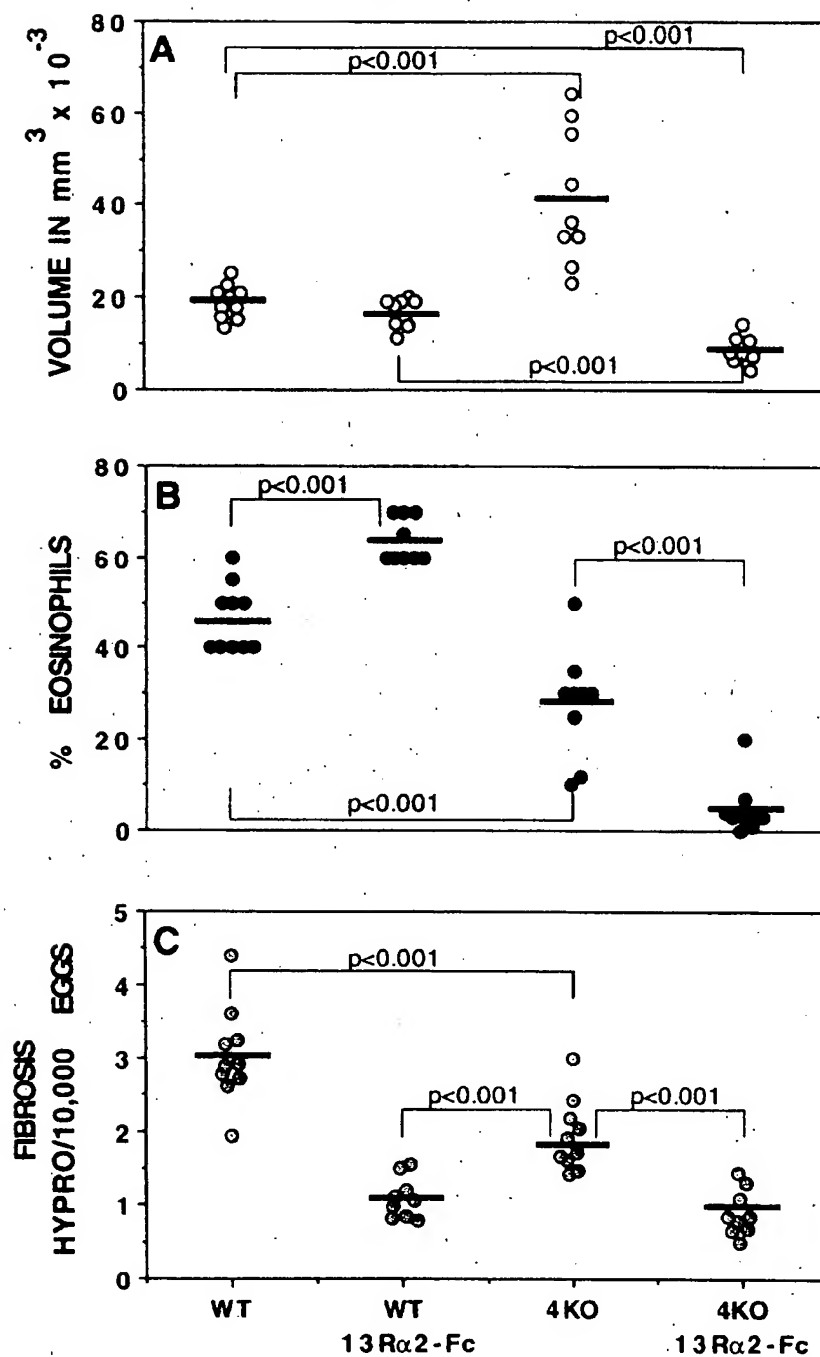 A
VOLUME IN mm³ x 10⁻³
80
60
40
20
0
p<0.001
p<0.001
p<0.001
B
% EOSINOPHILS
80
60
40
20
0
p<0.001
p<0.001
p<0.001
C
FIBROSIS
HYPRO/10,000 EGGS
5
4
3
2
1
0
p<0.001
p<0.001
p<0.001
WT WT 4KO 4KO
13Rα2-Fc 13Rα2-Fc